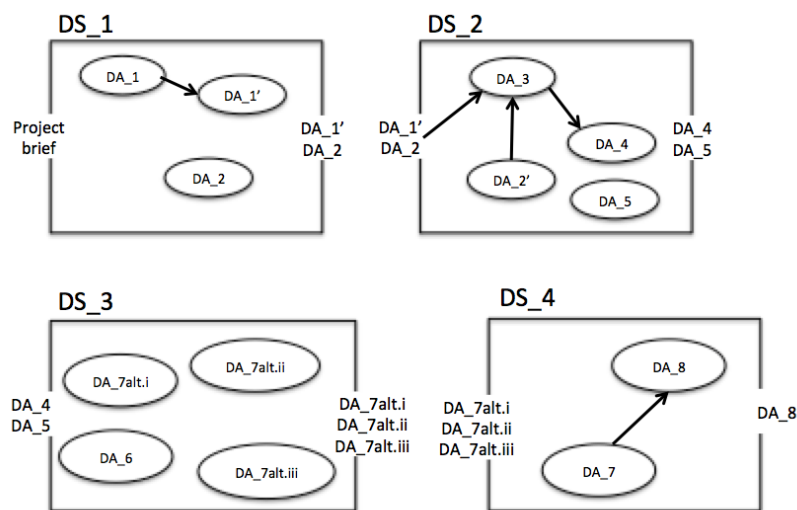 DS_1
DA_1
DA_1’
DA_2
Project
brief
DA_1’
DA_2
DS_2
DA_1’
DA_2
DA_3
DA_4
DA_2’
DA_5
DA_4
DA_5
DS_3
DA_4
DA_5
DA_7alt.i
DA_7alt.ii
DA_6
DA_7alt.iii
DA_7alt.i
DA_7alt.ii
DA_7alt.iii
DS_4
DA_7alt.i
DA_7alt.ii
DA_7alt.iii
DA_8
DA_7
DA_8